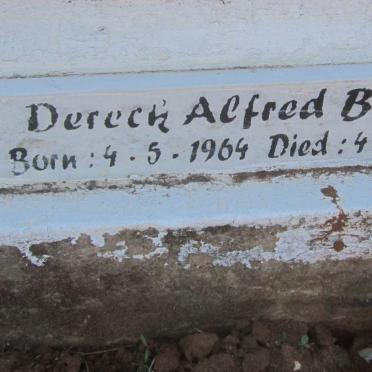 Dereck Alfred B
Born : 4 . 5 . 1964 Died : 4